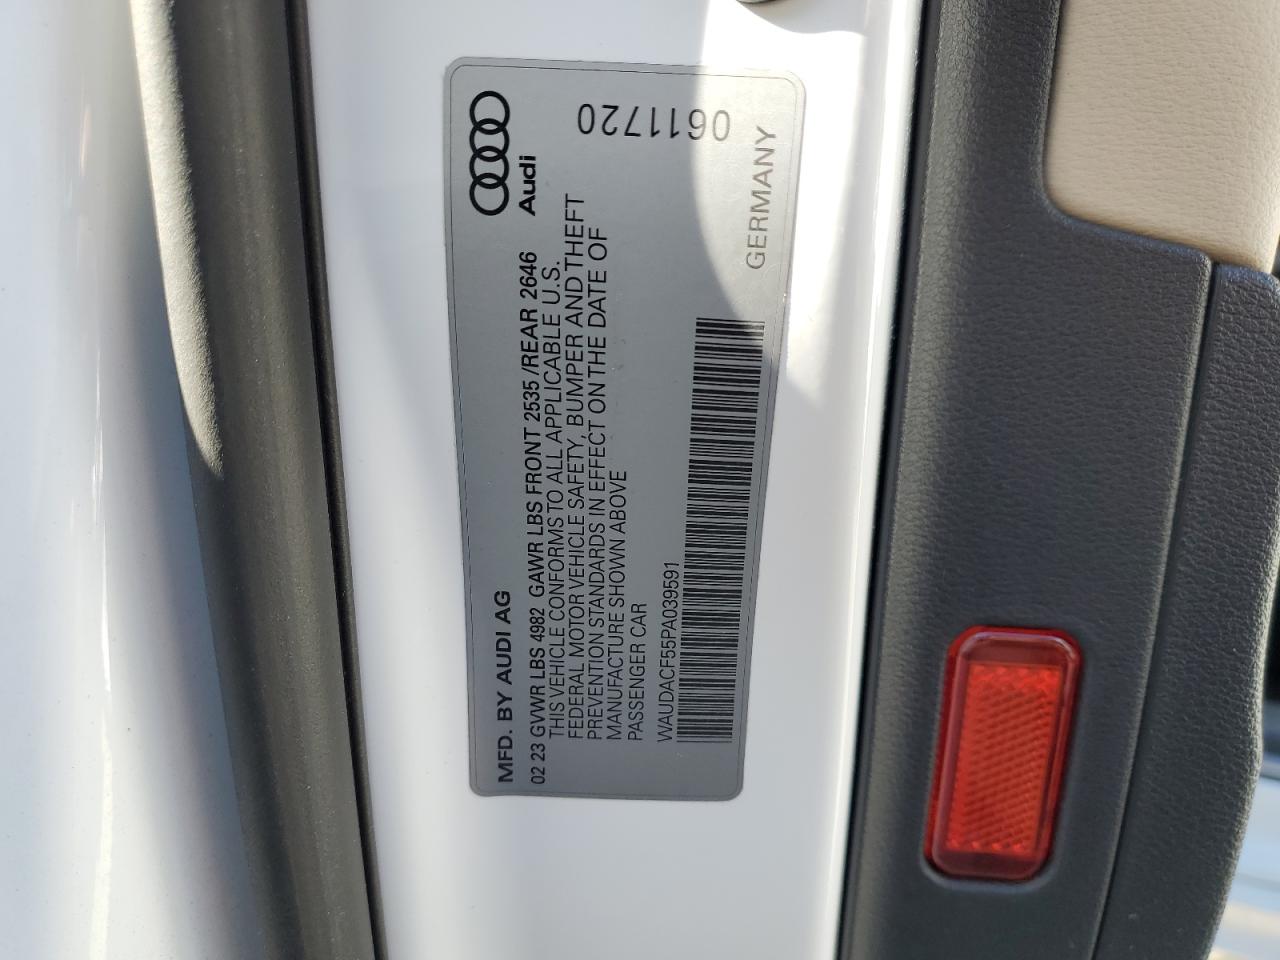 MFD. BY AUDI AG
02 23 GVWR LBS 4982 GAWR LBS FRONT 2535 /REAR 2646
THIS VEHICLE CONFORMS TO ALL APPLICABLE U.S.
FEDERAL MOTOR VEHICLE SAFETY, BUMPER AND THEFT
PREVENTION STANDARDS IN EFFECT ON THE DATE OF
MANUFACTURE SHOWN ABOVE
PASSENGER CAR
WAUDACF55PA039591
Audi
0611720
GERMANY